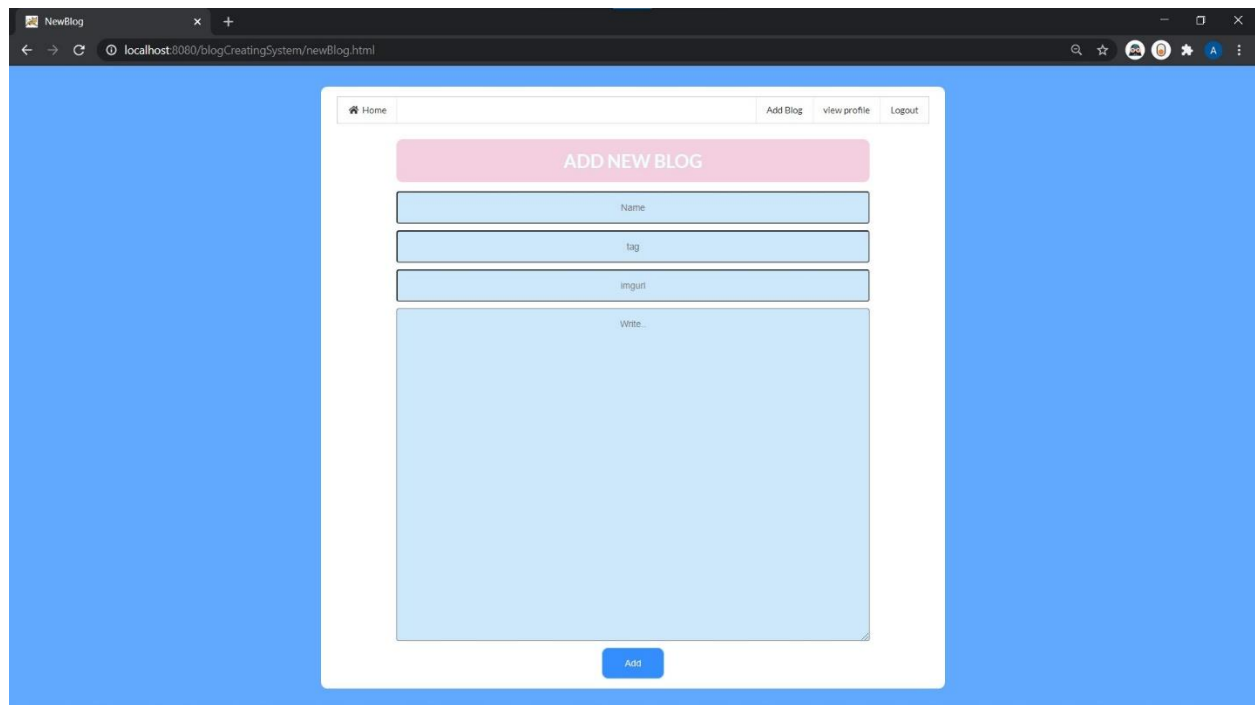 NewBlog
localhost:8080/blogCreatingSystem/newBlog.html
A
Home Add Blog view profile Logout
ADD NEW BLOG
Name
tag
imgurl
Write...
Add